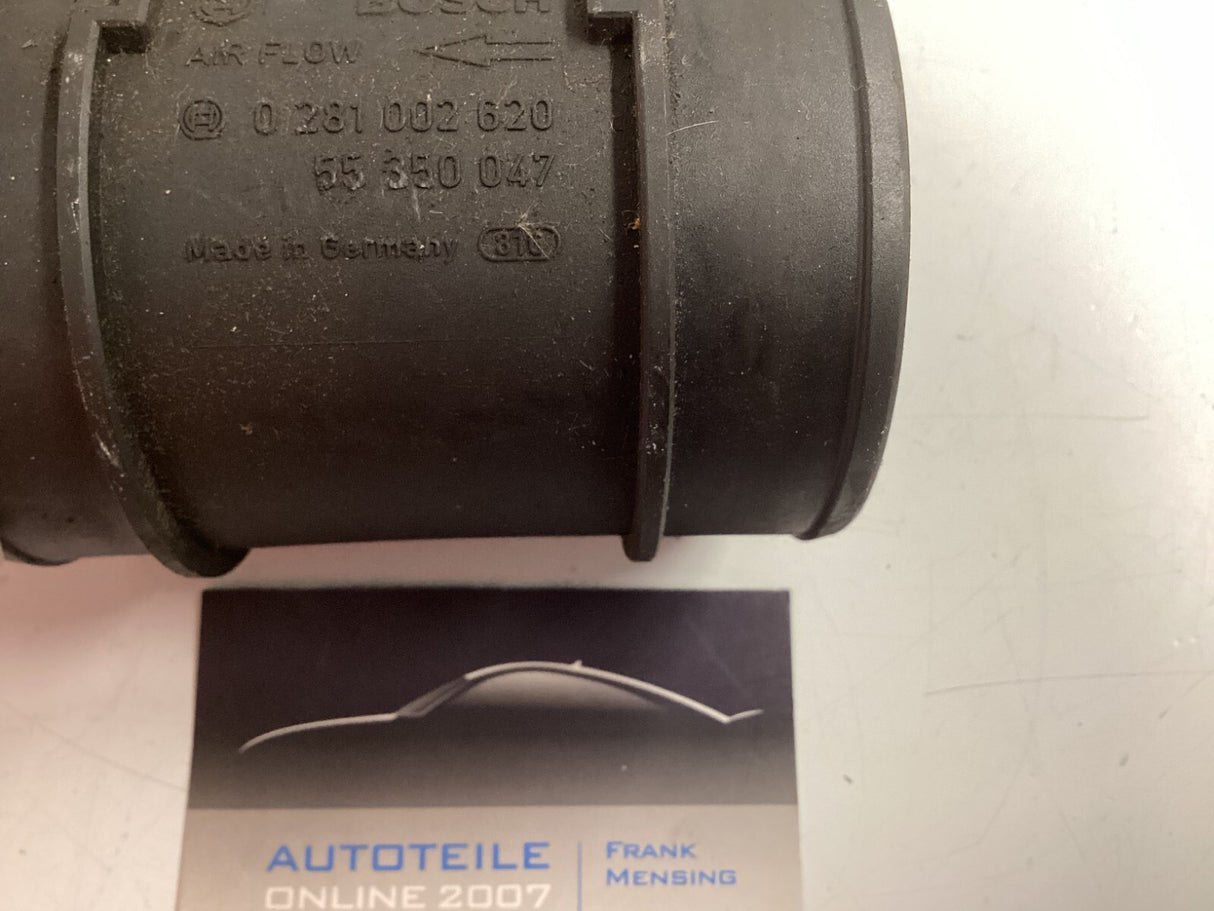 BOSCH
AIR FLOW
0 281 002 620
55 350 047
Made in Germany
AUTOTEILE
ONLINE 2007
FRANK
MENSING